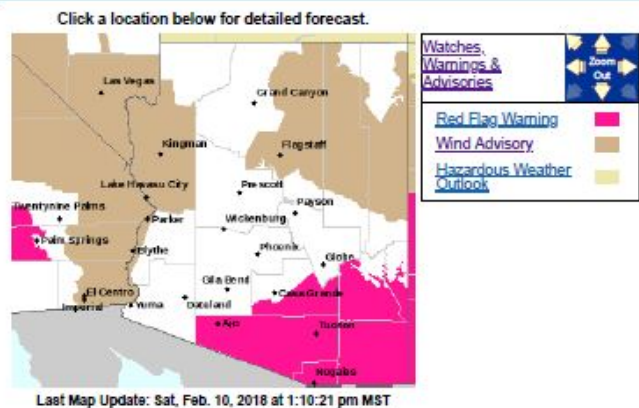 Click a location below for detailed forecast.
Las Vegas
Grand Canyon
Kingman
Flagstaff
Lake Havasu City
Prescott
Twentynine Palms
Parker
Wickenburg
Payson
Palm Springs
Blythe
Phoenix
Globe
Gila Bend
El Centro
Imperial
Yuma
Dateland
Casa Grande
Ajo
Tucson
Nogales
Last Map Update: Sat, Feb. 10, 2018 at 1:10:21 pm MST
Watches,
Warnings &
Advisories
Zoom
Out
Red Flag Warning
Wind Advisory
Hazardous Weather
Outlook